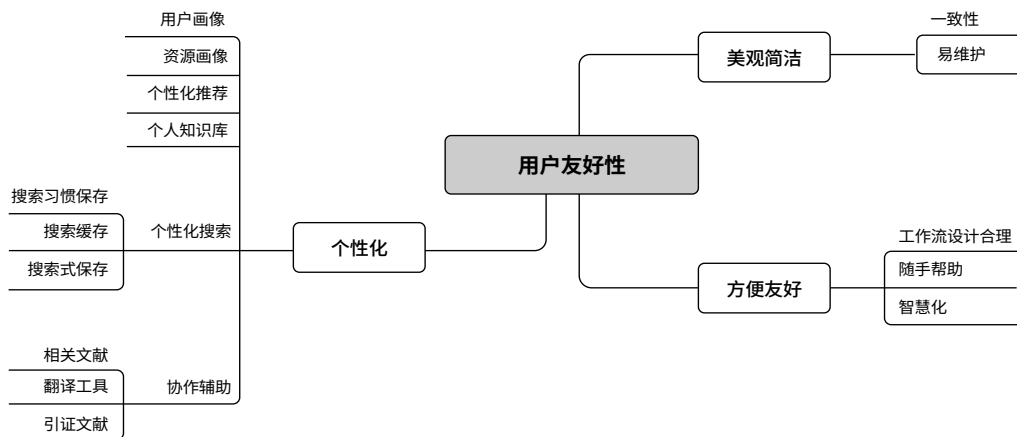 用户画像
资源画像
个性化推荐
个人知识库
搜索习惯保存
搜索缓存
搜索式保存
个性化搜索
相关文献
翻译工具
引证文献
协作辅助
个性化
用户友好性
美观简洁
一致性
易维护
方便友好
工作流设计合理
随手帮助
智慧化